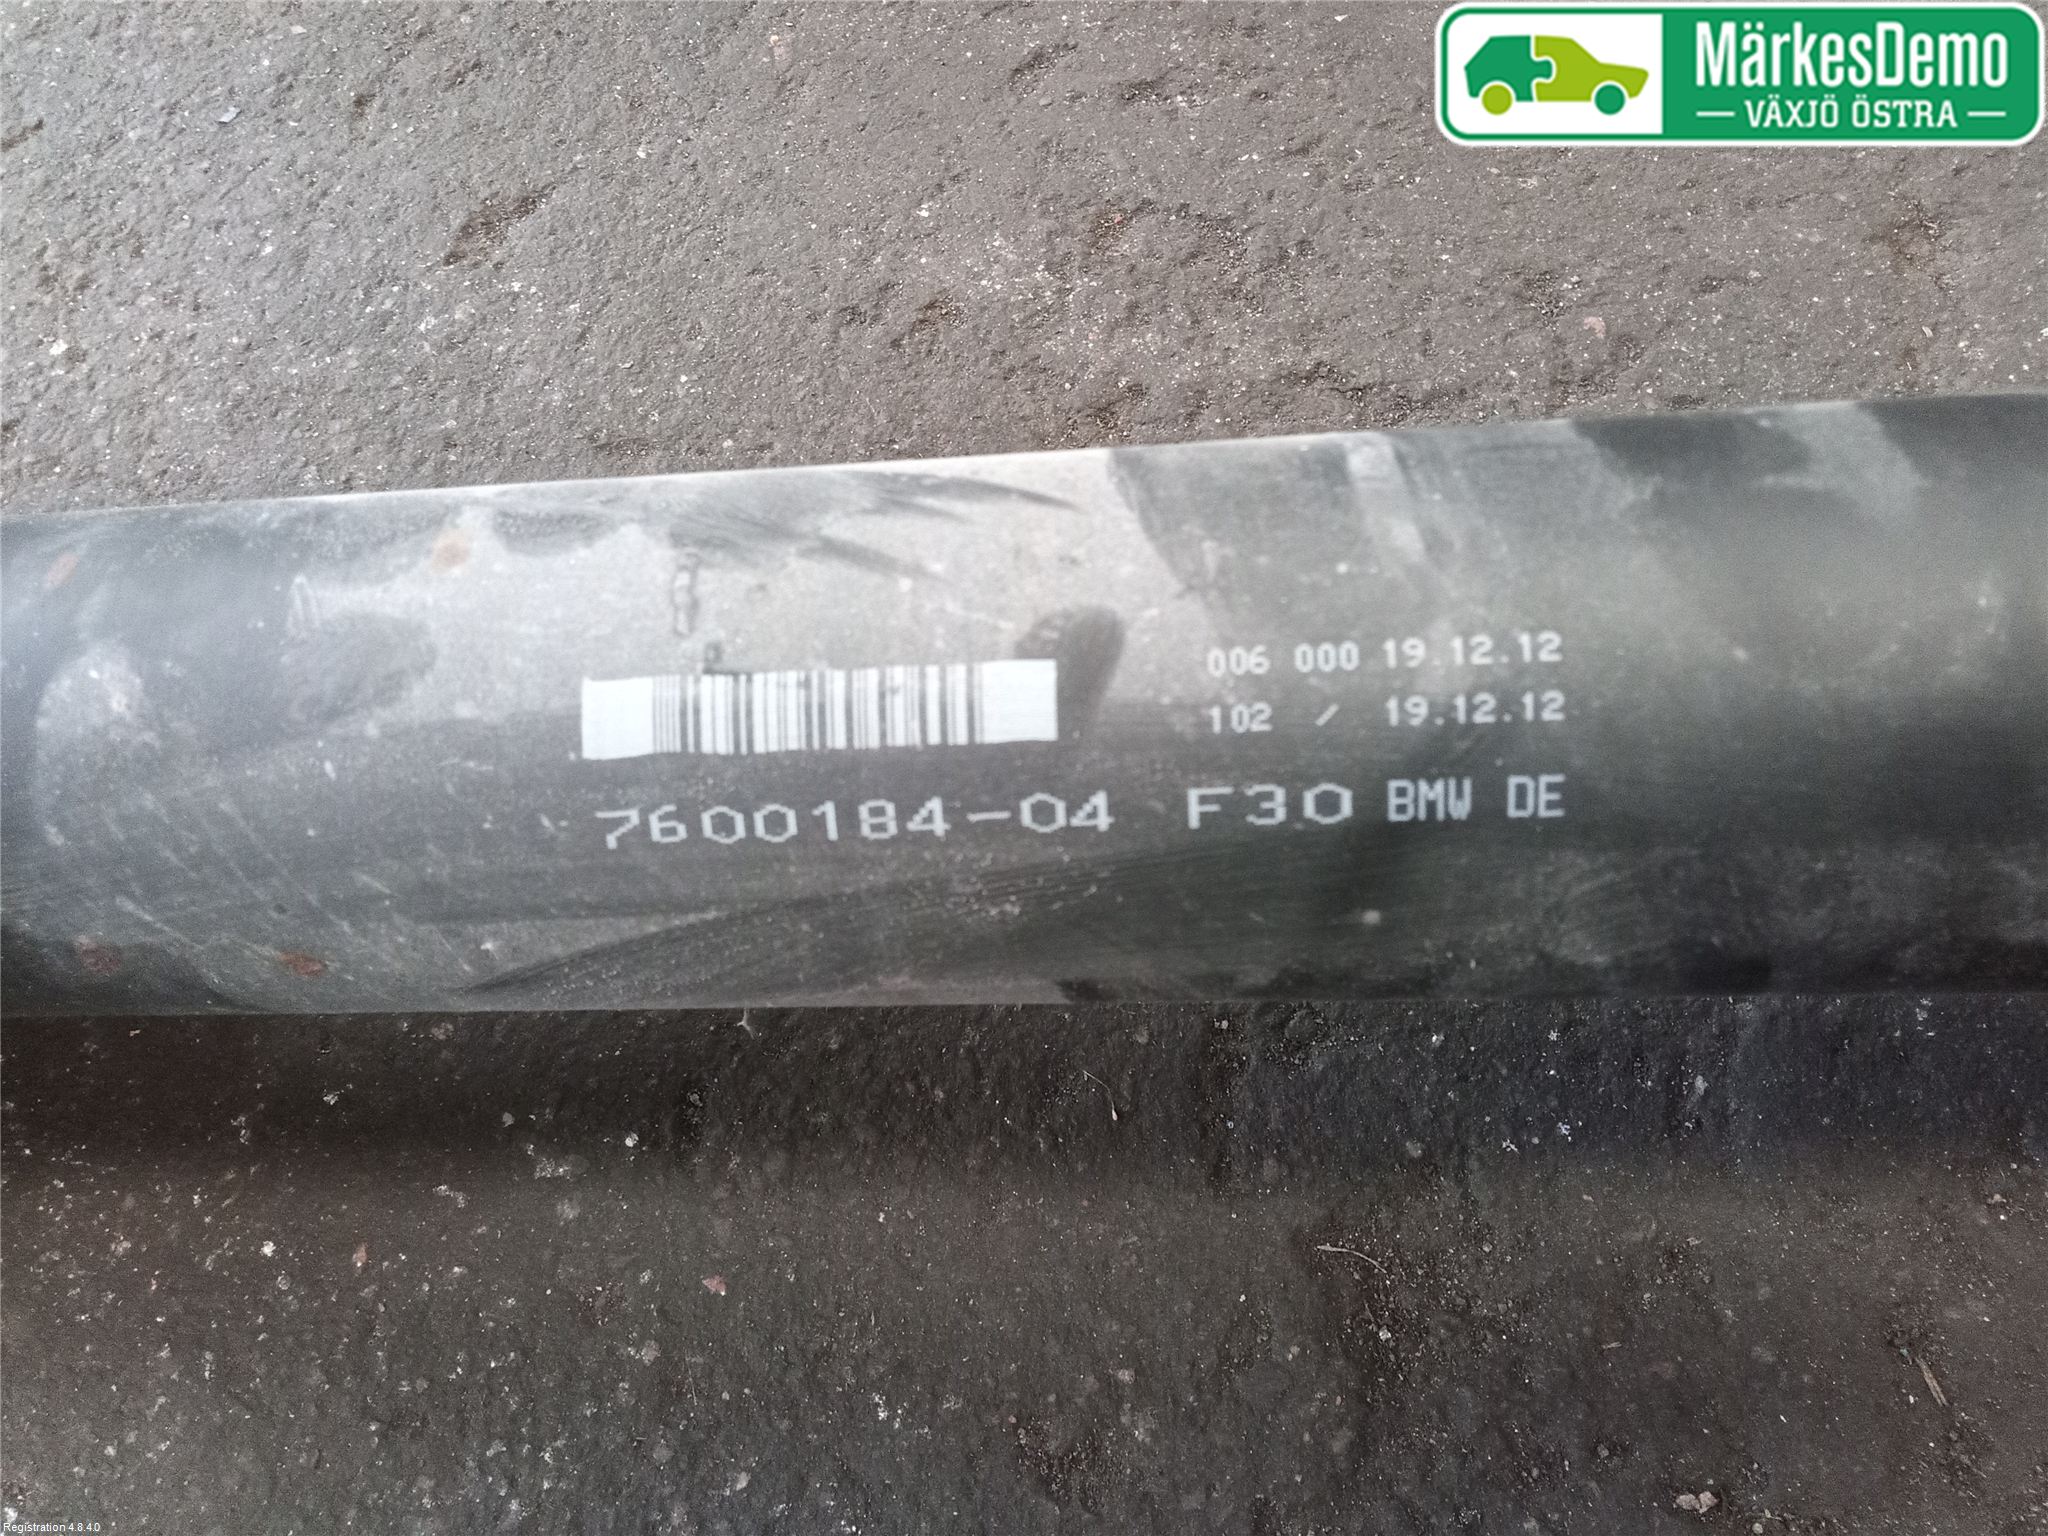 MärkesDemo
VÄXJÖ ÖSTRA
006 000 19.12.12
102 / 19.12.12
7600184-04 F30 BMW DE
Registration 4.8.4.0